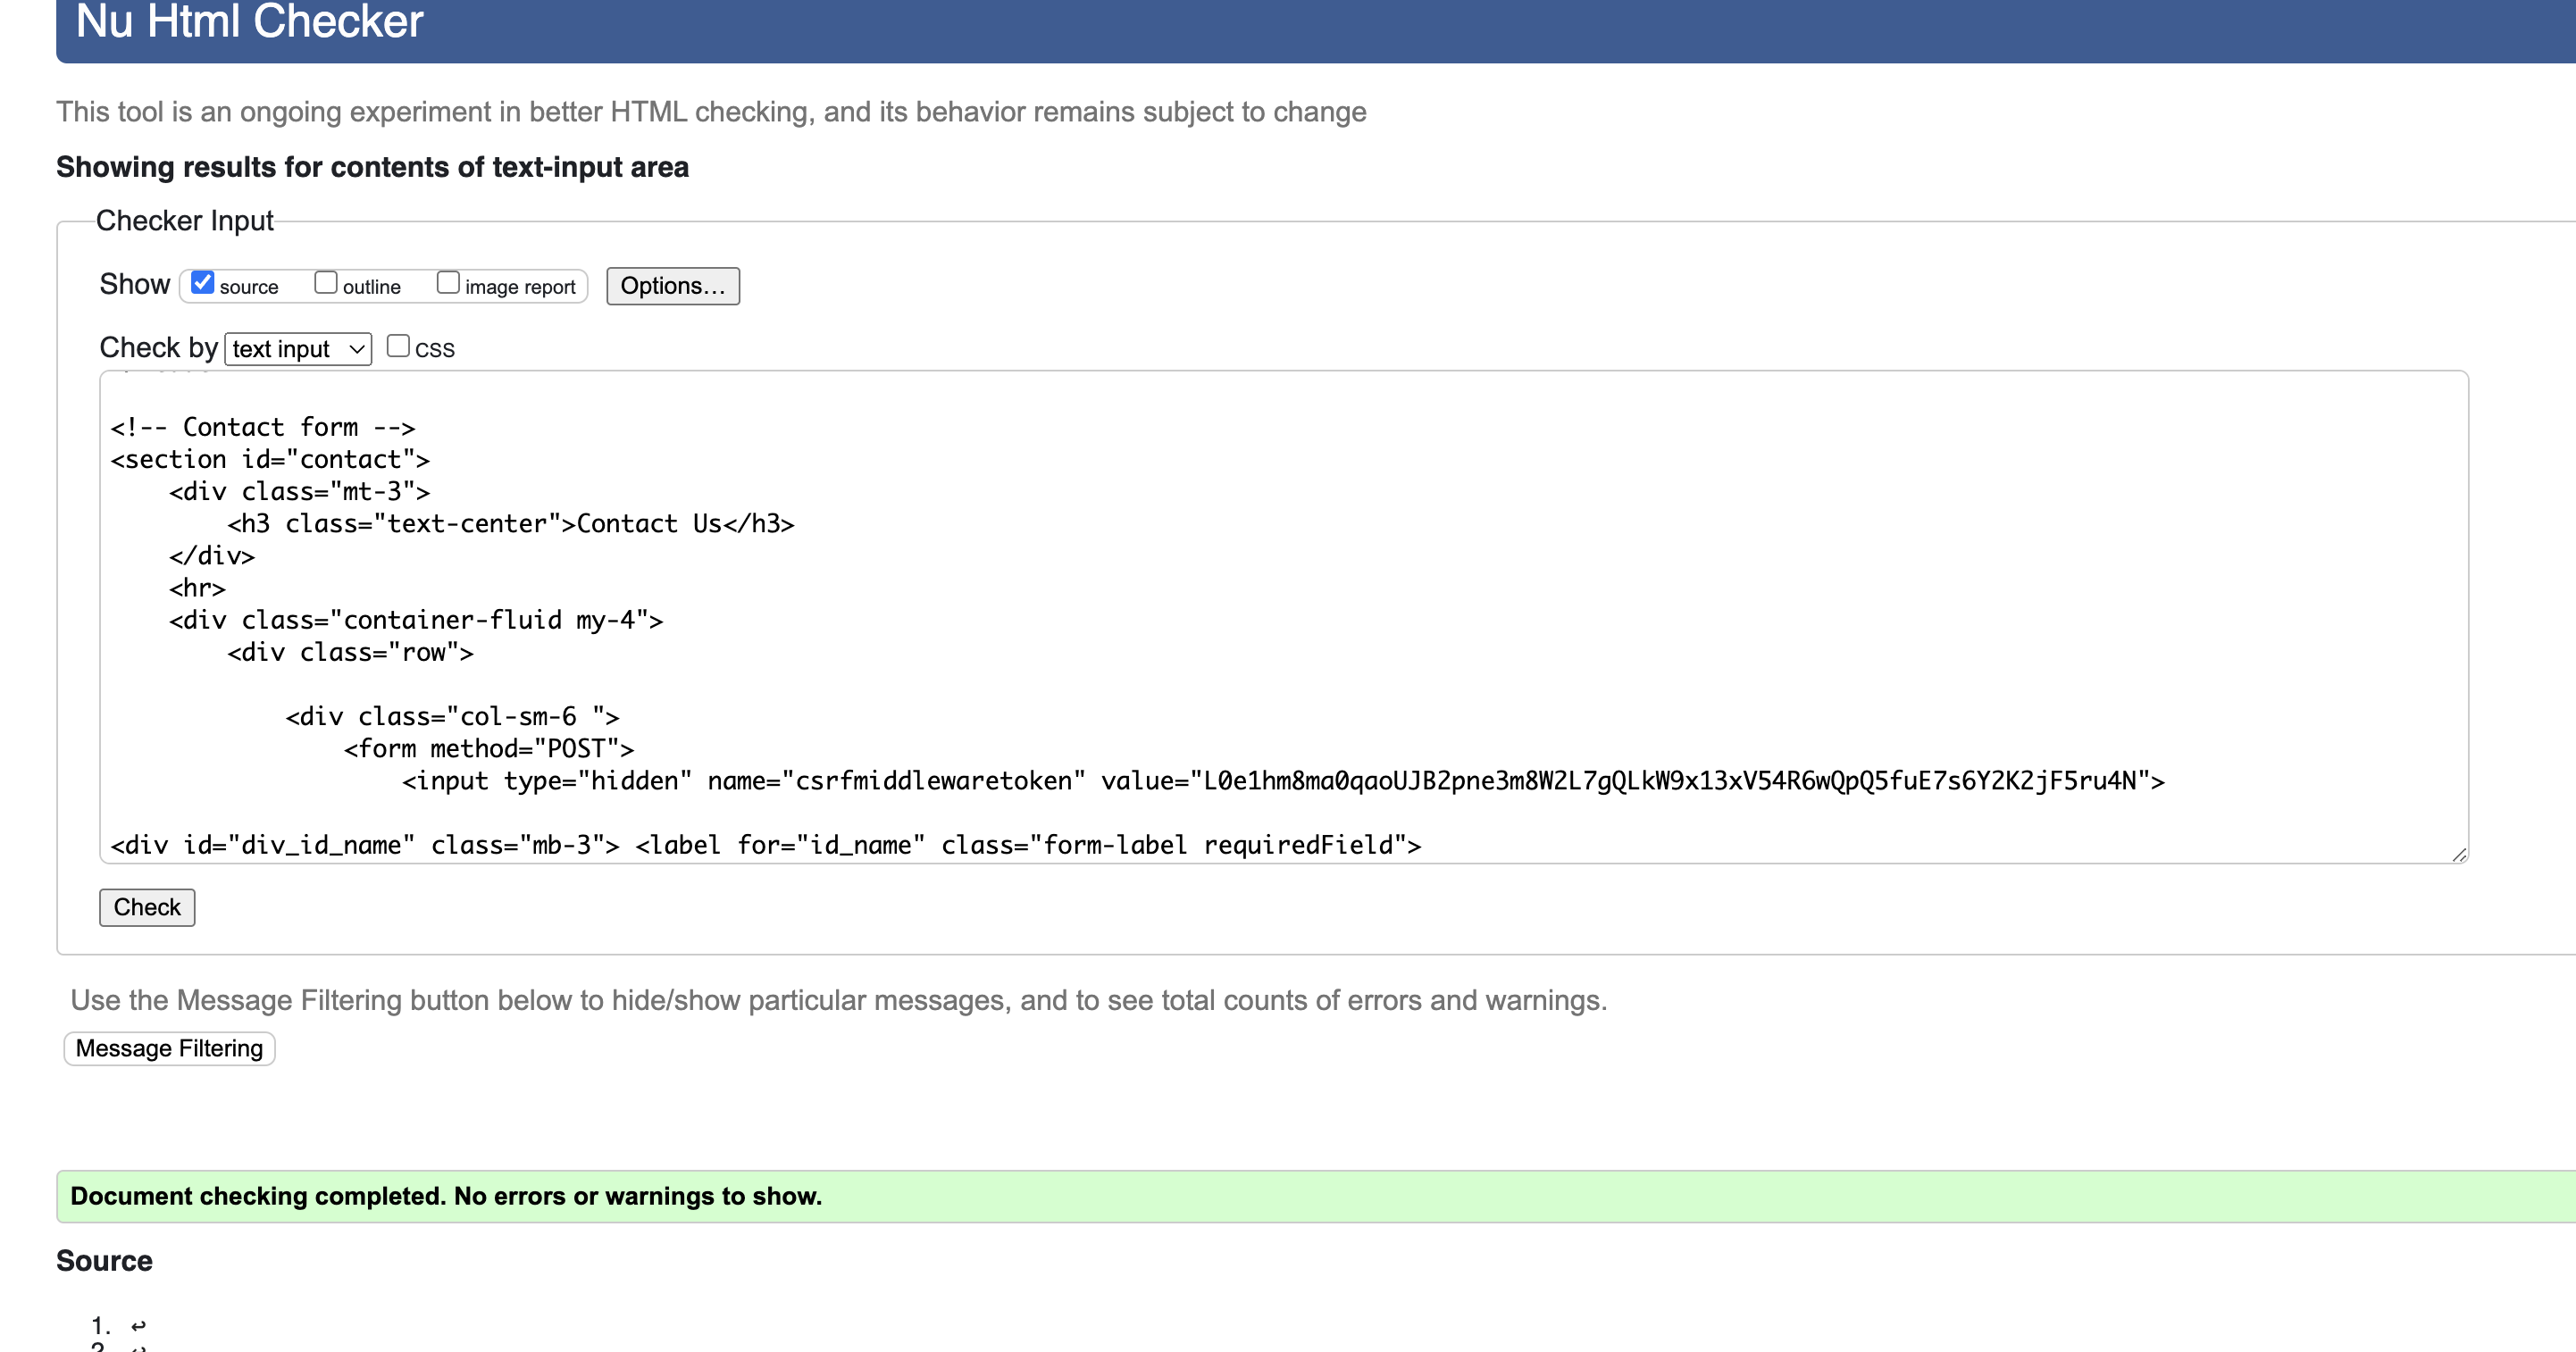 Nu Html Checker
This tool is an ongoing experiment in better HTML checking, and its behavior remains subject to change
Showing results for contents of text-input area
Checker Input
Show source outline image report Options...
Check by text input CSS
<!-- Contact form -->
<section id="contact">
    <div class="mt-3">
        <h3 class="text-center">Contact Us</h3>
    </div>
    <hr>
    <div class="container-fluid my-4">
        <div class="row">
            <div class="col-sm-6 ">
                <form method="POST">
                    <input type="hidden" name="csrfmiddlewaretoken" value="L0e1hm8ma0qaoUJB2pne3m8W2L7gQLkW9x13xV54R6wQpQ5fuE7s6Y2K2jF5ru4N">
<div id="div_id_name" class="mb-3"> <label for="id_name" class="form-label requiredField">
Check
Use the Message Filtering button below to hide/show particular messages, and to see total counts of errors and warnings.
Message Filtering
Document checking completed. No errors or warnings to show.
Source
1. ↩